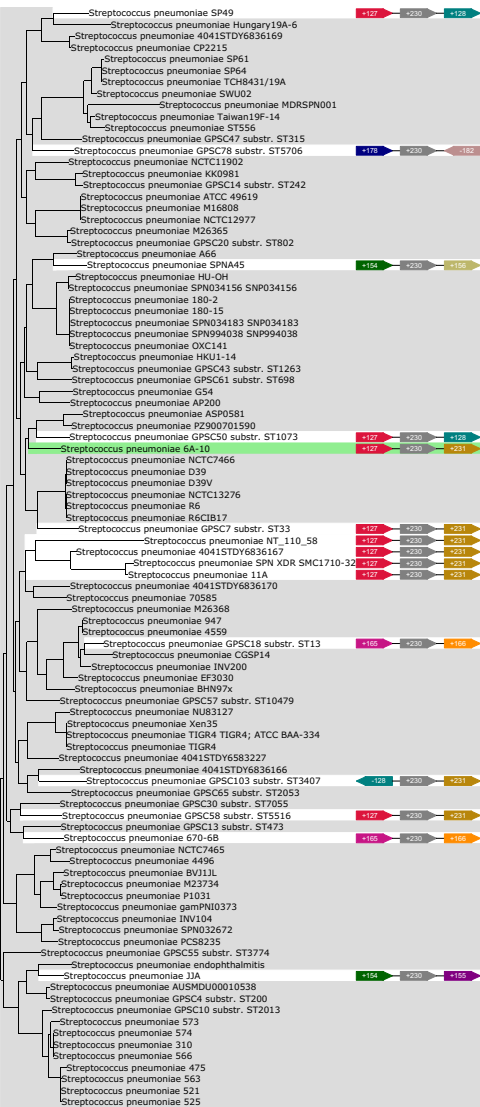 Streptococcus pneumoniae SP49 +127 +230 +128
Streptococcus pneumoniae Hungary19A-6
Streptococcus pneumoniae 4041STDY6836169
Streptococcus pneumoniae CP2215
Streptococcus pneumoniae SP61
Streptococcus pneumoniae SP64
Streptococcus pneumoniae TCH8431/19A
Streptococcus pneumoniae SWU02
Streptococcus pneumoniae MDRSPN001
Streptococcus pneumoniae Taiwan19F-14
Streptococcus pneumoniae ST556
Streptococcus pneumoniae GPSC47 substr. ST315
Streptococcus pneumoniae GPSC78 substr. ST5706 +178 +230 -182
Streptococcus pneumoniae NCTC11902
Streptococcus pneumoniae KK0981
Streptococcus pneumoniae GPSC14 substr. ST242
Streptococcus pneumoniae ATCC 49619
Streptococcus pneumoniae M16808
Streptococcus pneumoniae NCTC12977
Streptococcus pneumoniae M26365
Streptococcus pneumoniae GPSC20 substr. ST802
Streptococcus pneumoniae A66
Streptococcus pneumoniae SPNA45 +154 +230 +156
Streptococcus pneumoniae HU-OH
Streptococcus pneumoniae SPN034156 SNP034156
Streptococcus pneumoniae 180-2
Streptococcus pneumoniae 180-15
Streptococcus pneumoniae SPN034183 SNP034183
Streptococcus pneumoniae SPN994038 SNP994038
Streptococcus pneumoniae OXC141
Streptococcus pneumoniae HKU1-14
Streptococcus pneumoniae GPSC43 substr. ST1263
Streptococcus pneumoniae GPSC61 substr. ST698
Streptococcus pneumoniae G54
Streptococcus pneumoniae AP200
Streptococcus pneumoniae ASP0581
Streptococcus pneumoniae PZ900701590
Streptococcus pneumoniae GPSC50 substr. ST1073 +127 +230 +128
Streptococcus pneumoniae 6A-10 +127 +230 +231
Streptococcus pneumoniae NCTC7466
Streptococcus pneumoniae D39
Streptococcus pneumoniae D39V
Streptococcus pneumoniae NCTC13276
Streptococcus pneumoniae R6
Streptococcus pneumoniae R6CIB17
Streptococcus pneumoniae GPSC7 substr. ST33 +127 +230 +231
Streptococcus pneumoniae NT_110_58 +127 +230 +231
Streptococcus pneumoniae 4041STDY6836167 +127 +230 +231
Streptococcus pneumoniae SPN XDR SMC1710-32 +127 +230 +231
Streptococcus pneumoniae 11A +127 +230 +231
Streptococcus pneumoniae 4041STDY6836170
Streptococcus pneumoniae 70585
Streptococcus pneumoniae M26368
Streptococcus pneumoniae 947
Streptococcus pneumoniae 4559
Streptococcus pneumoniae GPSC18 substr. ST13 +165 +230 +166
Streptococcus pneumoniae CGSP14
Streptococcus pneumoniae INV200
Streptococcus pneumoniae EF3030
Streptococcus pneumoniae BHN97x
Streptococcus pneumoniae GPSC57 substr. ST10479
Streptococcus pneumoniae NU83127
Streptococcus pneumoniae Xen35
Streptococcus pneumoniae TIGR4 TIGR4; ATCC BAA-334
Streptococcus pneumoniae TIGR4
Streptococcus pneumoniae 4041STDY6583227
Streptococcus pneumoniae 4041STDY6836166
Streptococcus pneumoniae GPSC103 substr. ST3407 -128 +230 +231
Streptococcus pneumoniae GPSC65 substr. ST2053
Streptococcus pneumoniae GPSC30 substr. ST7055
Streptococcus pneumoniae GPSC58 substr. ST5516 +127 +230 +231
Streptococcus pneumoniae GPSC13 substr. ST473
Streptococcus pneumoniae 670-6B +165 +230 +166
Streptococcus pneumoniae NCTC7465
Streptococcus pneumoniae 4496
Streptococcus pneumoniae BVJ1JL
Streptococcus pneumoniae M23734
Streptococcus pneumoniae P1031
Streptococcus pneumoniae gamPNI0373
Streptococcus pneumoniae INV104
Streptococcus pneumoniae SPN032672
Streptococcus pneumoniae PCS8235
Streptococcus pneumoniae GPSC55 substr. ST3774
Streptococcus pneumoniae endophthalmitis
Streptococcus pneumoniae JJA +154 +230 +155
Streptococcus pneumoniae AUSMDU00010538
Streptococcus pneumoniae GPSC4 substr. ST200
Streptococcus pneumoniae GPSC10 substr. ST2013
Streptococcus pneumoniae 573
Streptococcus pneumoniae 574
Streptococcus pneumoniae 310
Streptococcus pneumoniae 566
Streptococcus pneumoniae 475
Streptococcus pneumoniae 563
Streptococcus pneumoniae 521
Streptococcus pneumoniae 525